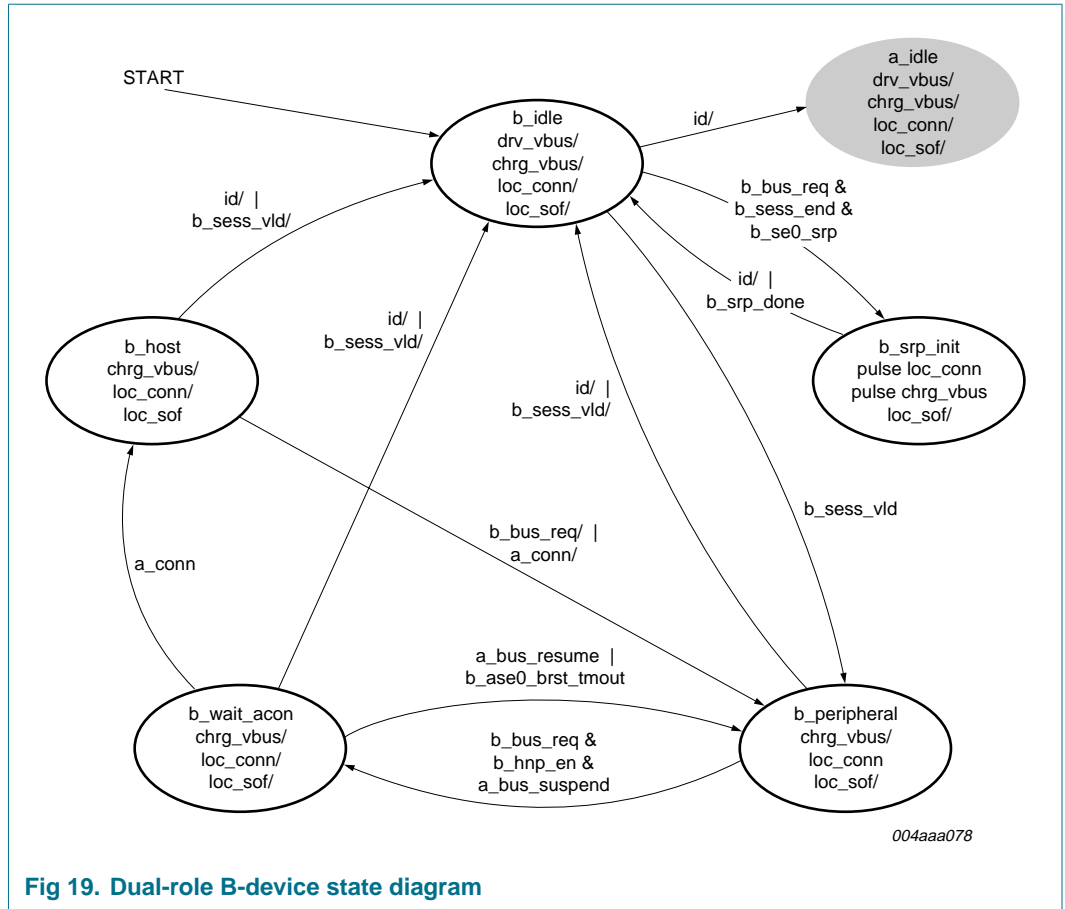 START
a_idle
drv_vbus/
chrg_vbus/
loc_conn/
loc_sof/
id/
b_idle
drv_vbus/
chrg_vbus/
loc_conn/
loc_sof/
b_bus_req &
b_sess_end &
b_se0_srp
id/ |
b_sess_vld/
id/ |
b_srp_done
id/ |
b_sess_vld/
b_host
chrg_vbus/
loc_conn/
loc_sof
b_srp_init
pulse loc_conn
pulse chrg_vbus
loc_sof/
id/ |
b_sess_vld/
b_sess_vld
b_bus_req/ |
a_conn/
a_conn
a_bus_resume |
b_ase0_brst_tmout
b_wait_acon
chrg_vbus/
loc_conn/
loc_sof/
b_bus_req &
b_hnp_en &
a_bus_suspend
b_peripheral
chrg_vbus/
loc_conn
loc_sof/
004aaa078
Fig 19. Dual-role B-device state diagram